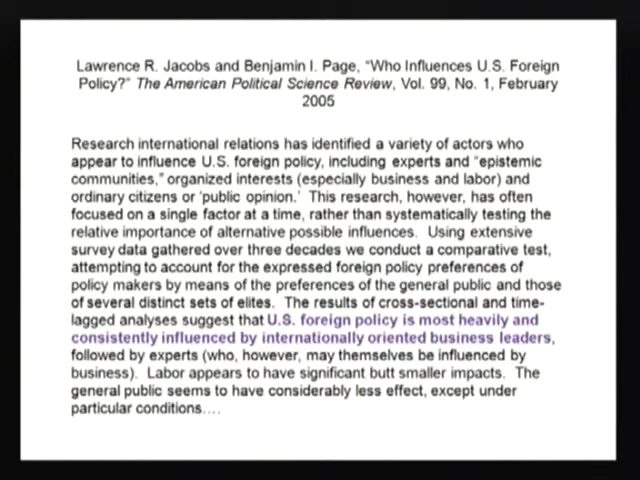 Lawrence R. Jacobs and Benjamin I. Page, “Who Influences U.S. Foreign
Policy?” The American Political Science Review, Vol. 99, No. 1, February
2005
Research international relations has identified a variety of actors who
appear to influence U.S. foreign policy, including experts and “epistemic
communities,” organized interests (especially business and labor) and
ordinary citizens or ‘public opinion.’ This research, however, has often
focused on a single factor at a time, rather than systematically testing the
relative importance of alternative possible influences. Using extensive
survey data gathered over three decades we conduct a comparative test,
attempting to account for the expressed foreign policy preferences of
policy makers by means of the preferences of the general public and those
of several distinct sets of elites. The results of cross-sectional and time-
lagged analyses suggest that U.S. foreign policy is most heavily and
consistently influenced by internationally oriented business leaders,
followed by experts (who, however, may themselves be influenced by
business). Labor appears to have significant butt smaller impacts. The
general public seems to have considerably less effect, except under
particular conditions….